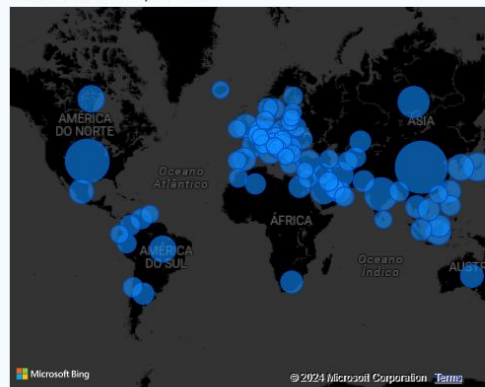 AMÉRICA
DO NORTE
ÁSIA
Oceano
Atlântico
ÁFRICA
AMÉRICA
DO SUL
Oceano
Índico
AUSTR
Microsoft Bing
© 2024 Microsoft Corporation Terms